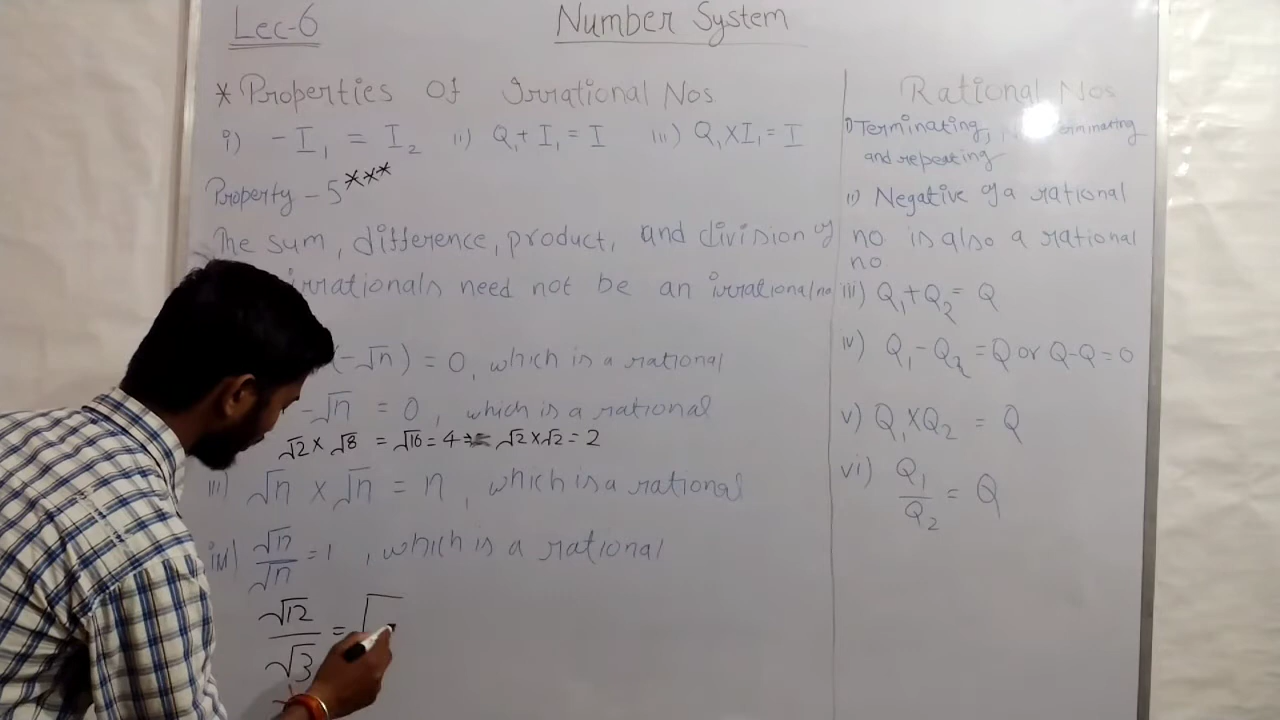 Lec-6 Number System
* Properties Of Irrational Nos
i) - I₁ = I₂ ii) Q₁ + I₁ = I iii) Q₁ X I₁ = I
Property - 5 ***
The sum, difference, product, and division of
irrationals need not be an irrational no
(-√n) = 0, which is a rational
-√n = 0, which is a rational
√2 × √8 = √16 = 4 √2 × √2 = 2
iii) √n × √n = n, which is a rational
iv) √n/√n = 1, which is a rational
√12/√3 = √
Rational Nos
i) Terminating, terminating
and repeating
ii) Negative of a rational
no is also a rational
no
iii) Q₁ + Q₂ = Q
iv) Q₁ - Q₂ = Q or Q-Q = 0
v) Q₁ X Q₂ = Q
vi) Q₁/Q₂ = Q